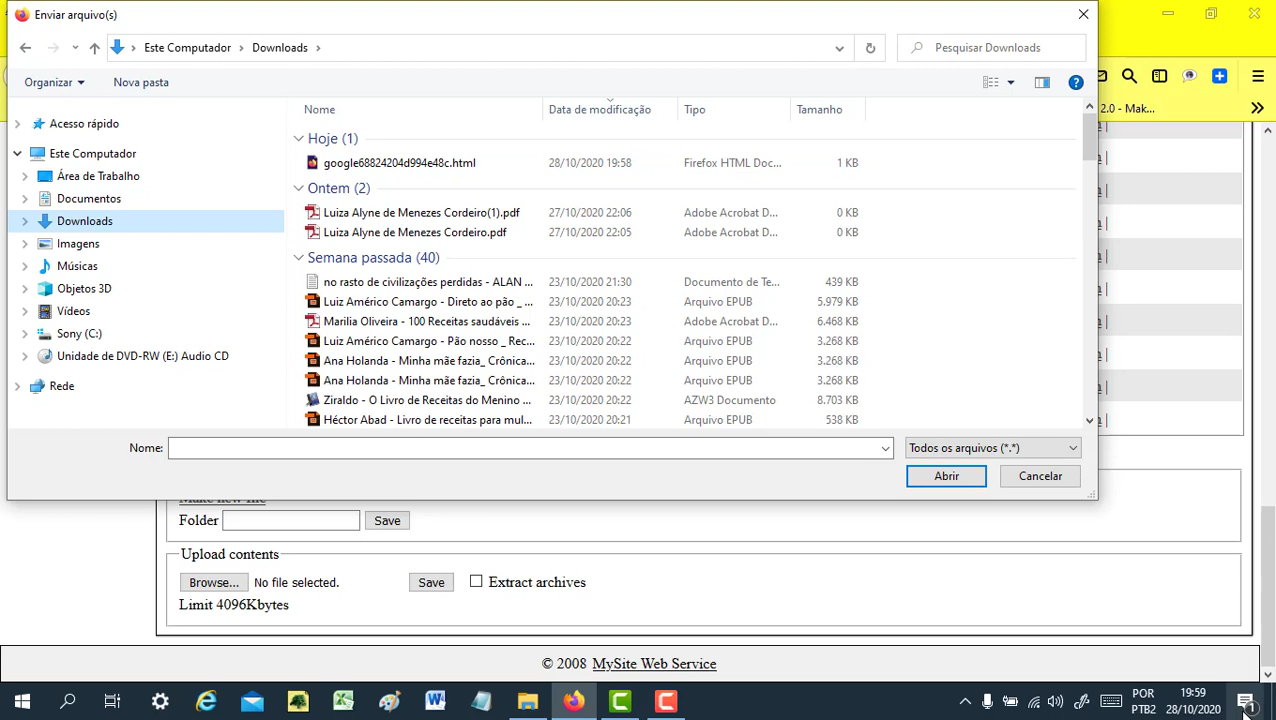 Enviar arquivo(s)
Este Computador
Downloads
Pesquisar Downloads
Organizar
Nova pasta
2.0 - Mak...
Nome
Data de modificação
Tipo
Tamanho
Acesso rápido
Este Computador
Área de Trabalho
Documentos
Downloads
Imagens
Músicas
Objetos 3D
Vídeos
Sony (C:)
Unidade de DVD-RW (E:) Audio CD
Rede
Hoje (1)
google68824204d994e48c.html 28/10/2020 19:58 Firefox HTML Doc... 1 KB
Ontem (2)
Luiza Alyne de Menezes Cordeiro(1).pdf 27/10/2020 22:06 Adobe Acrobat D... 0 KB
Luiza Alyne de Menezes Cordeiro.pdf 27/10/2020 22:05 Adobe Acrobat D... 0 KB
Semana passada (40)
no rasto de civilizações perdidas - ALAN ... 23/10/2020 21:30 Documento de Te... 439 KB
Luiz Américo Camargo - Direto ao pão _ ... 23/10/2020 20:23 Arquivo EPUB 5.979 KB
Marilia Oliveira - 100 Receitas saudáveis ... 23/10/2020 20:23 Adobe Acrobat D... 6.468 KB
Luiz Américo Camargo - Pão nosso _ Rec... 23/10/2020 20:22 Arquivo EPUB 3.268 KB
Ana Holanda - Minha mãe fazia_ Crônica... 23/10/2020 20:22 Arquivo EPUB 3.268 KB
Ana Holanda - Minha mãe fazia_ Crônica... 23/10/2020 20:22 Arquivo EPUB 3.268 KB
Ziraldo - O Livro de Receitas do Menino ... 23/10/2020 20:22 AZW3 Documento 8.703 KB
Héctor Abad - Livro de receitas para mul... 23/10/2020 20:21 Arquivo EPUB 538 KB
Nome:
Todos os arquivos (*.*)
Abrir
Cancelar
Make new file
Folder
Save
Upload contents
Browse...
No file selected.
Save
Extract archives
Limit 4096Kbytes
© 2008 MySite Web Service
POR
PTB2
19:59
28/10/2020
1